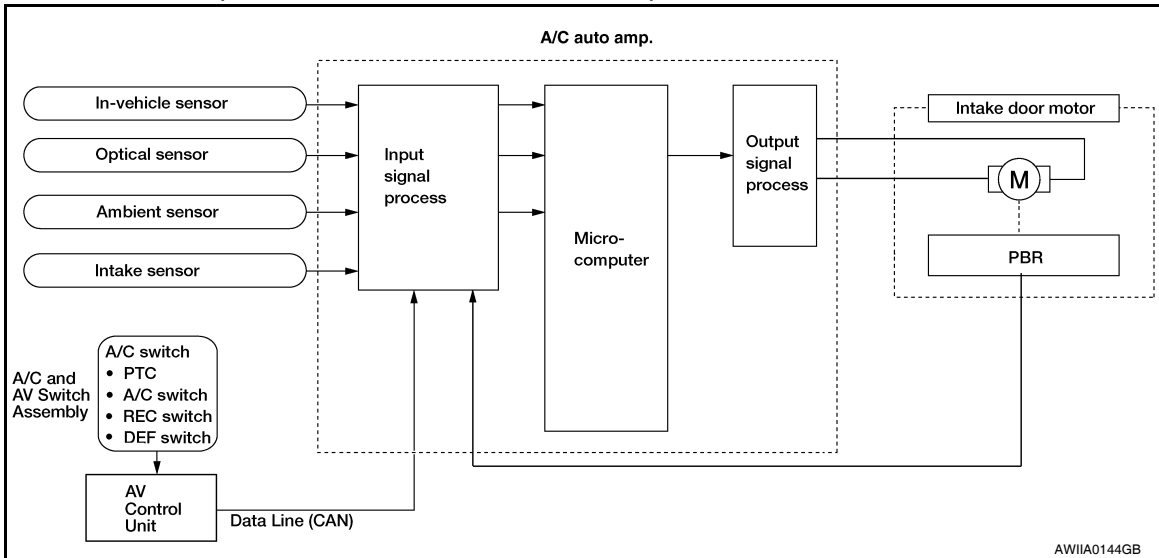 A/C auto amp.
In-vehicle sensor
Optical sensor
Ambient sensor
Intake sensor
Input
signal
process
Micro-
computer
Output
signal
process
Intake door motor
M
PBR
A/C and
AV Switch
Assembly
A/C switch
• PTC
• A/C switch
• REC switch
• DEF switch
AV
Control
Unit
Data Line (CAN)
AWIIA0144GB